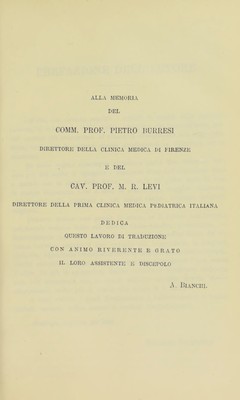 ALLA MEMORIA
DEL
COMM. PROF. PIETRO BURRESI
DIRETTORE DELLA CLINICA MEDICA DI FIRENZE
E DEL
CAV. PROF. M. R. LEVI
DIRETTORE DELLA PRIMA CLINICA MEDICA PEDIATRICA ITALIANA
DEDICA
QUESTO LAVORO DI TRADUZIONE
CON ANIMO RIVERENTE E GRATO
IL LORO ASSISTENTE E DISCEPOLO
A. BIANCHI.